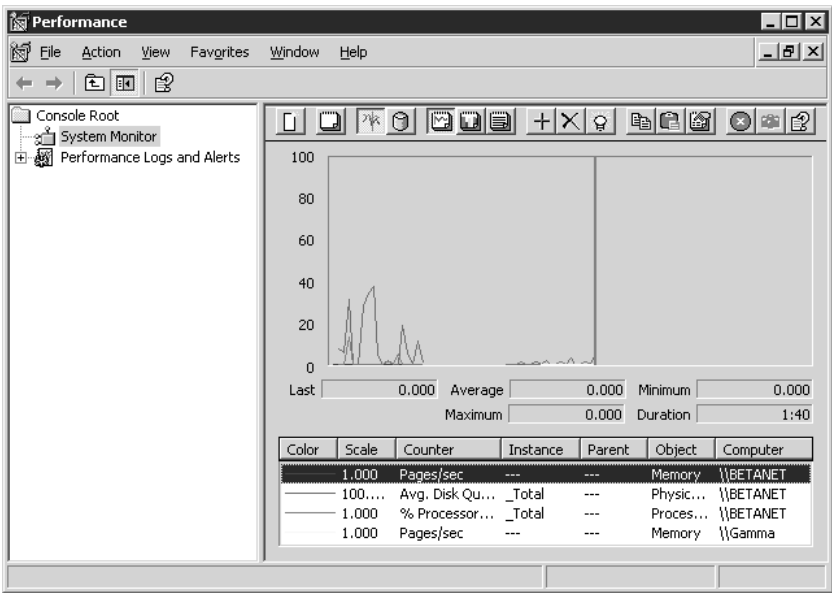 Performance
File Action View Favorites Window Help
Console Root
System Monitor
Performance Logs and Alerts
100
80
60
40
20
0
Last 0.000 Average 0.000 Minimum 0.000
Maximum 0.000 Duration 1:40
Color Scale Counter Instance Parent Object Computer
1.000 Pages/sec --- --- Memory \\BETANET
100.... Avg. Disk Qu... _Total --- Physic... \\BETANET
1.000 % Processor... _Total --- Proces... \\BETANET
1.000 Pages/sec --- --- Memory \\Gamma